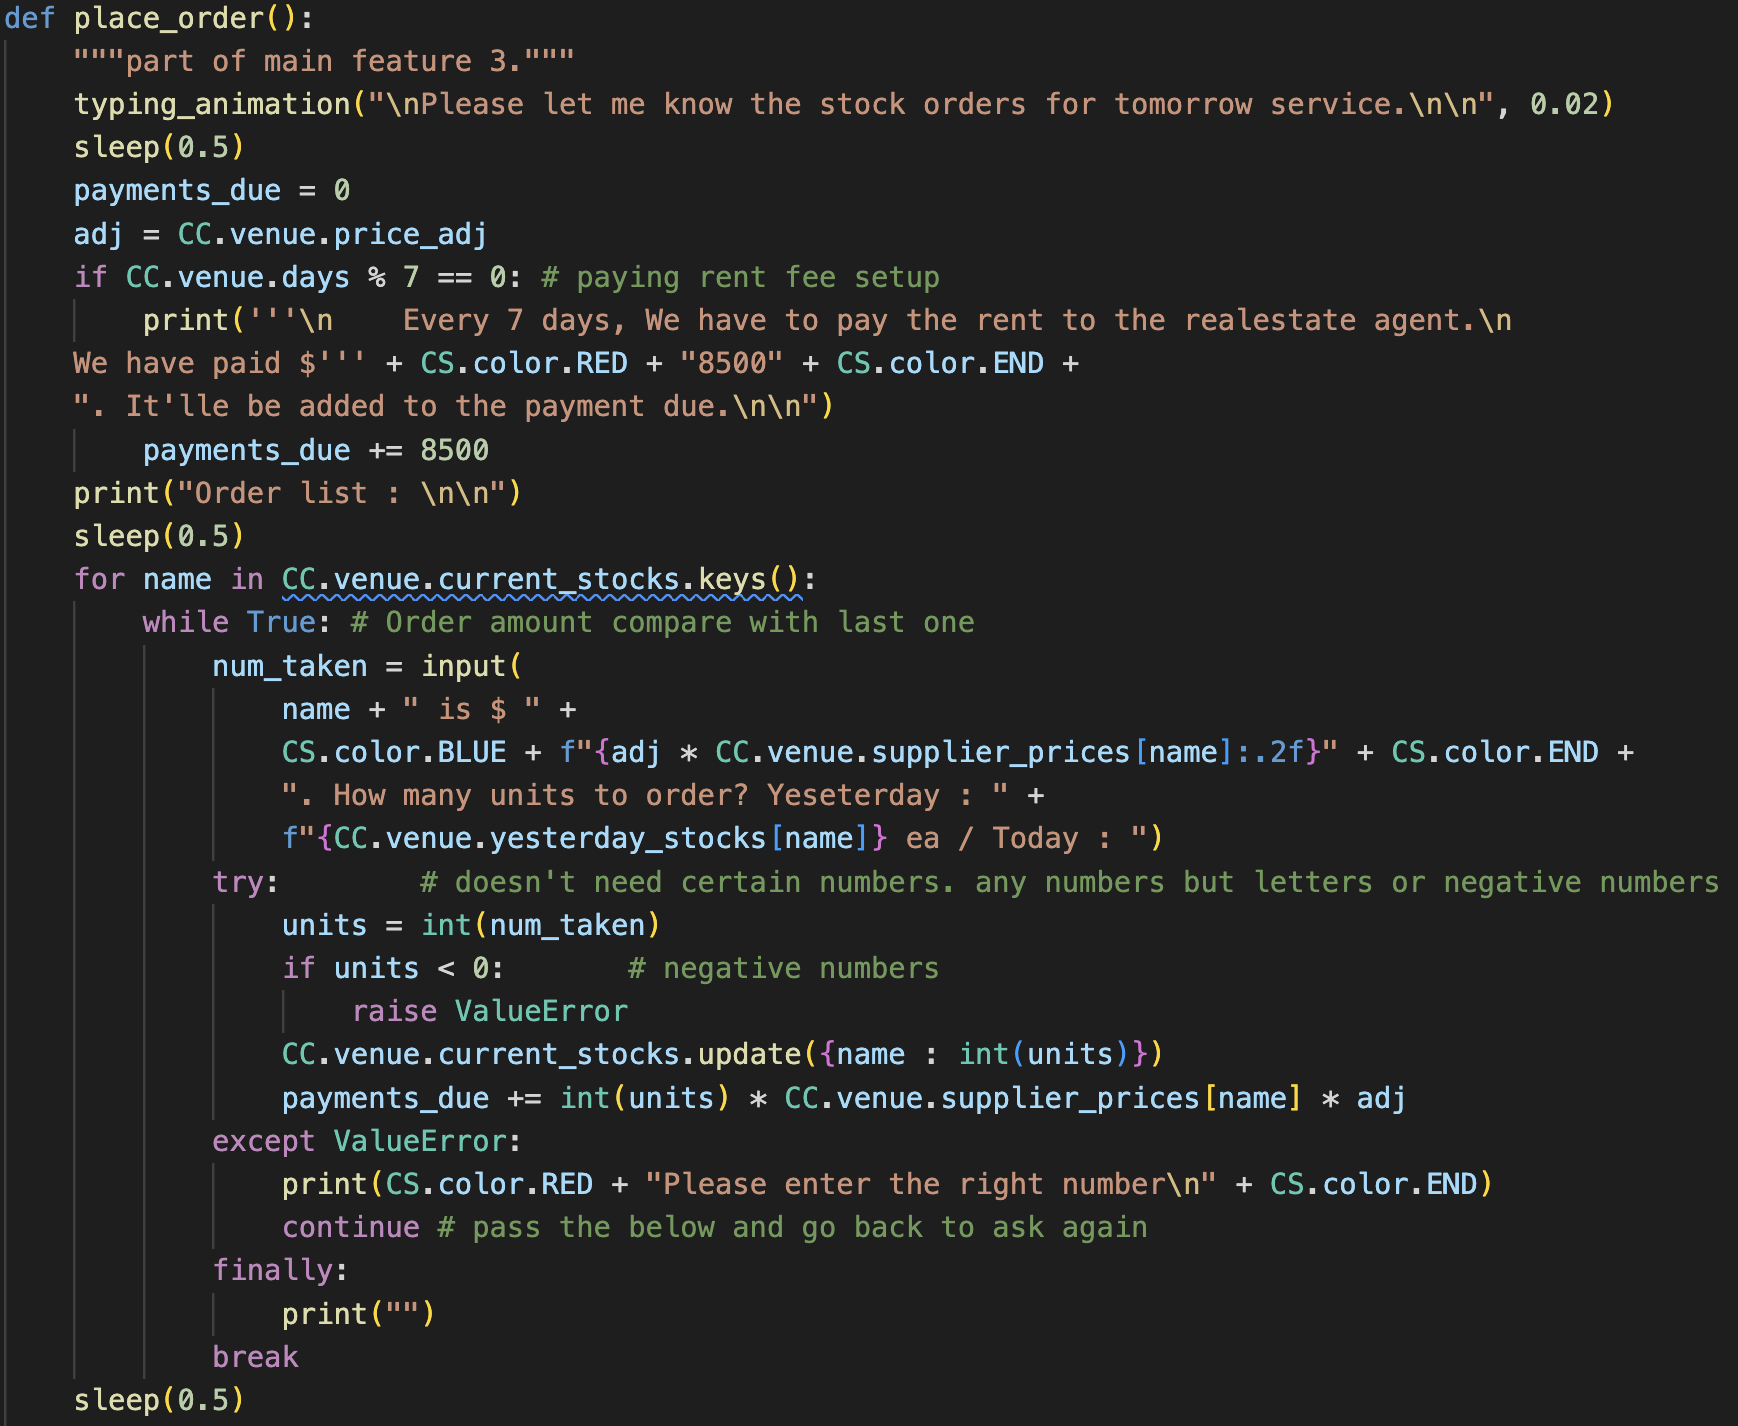 def place_order():
    """part of main feature 3."""
    typing_animation("\nPlease let me know the stock orders for tomorrow service.\n\n", 0.02)
    sleep(0.5)
    payments_due = 0
    adj = CC.venue.price_adj
    if CC.venue.days % 7 == 0: # paying rent fee setup
        print('''\n    Every 7 days, We have to pay the rent to the realestate agent.\n
    We have paid $''' + CS.color.RED + "8500" + CS.color.END +
    ". It'lle be added to the payment due.\n\n")
        payments_due += 8500
    print("Order list : \n\n")
    sleep(0.5)
    for name in CC.venue.current_stocks.keys():
        while True: # Order amount compare with last one
            num_taken = input(
                name + " is $ " +
                CS.color.BLUE + f"{adj * CC.venue.supplier_prices[name]:.2f}" + CS.color.END +
                ". How many units to order? Yeseterday : " +
                f"{CC.venue.yesterday_stocks[name]} ea / Today : ")
            try:        # doesn't need certain numbers. any numbers but letters or negative numbers
                units = int(num_taken)
                if units < 0:       # negative numbers
                    raise ValueError
                CC.venue.current_stocks.update({name : int(units)})
                payments_due += int(units) * CC.venue.supplier_prices[name] * adj
            except ValueError:
                print(CS.color.RED + "Please enter the right number\n" + CS.color.END)
                continue # pass the below and go back to ask again
            finally:
                print("")
            break
    sleep(0.5)